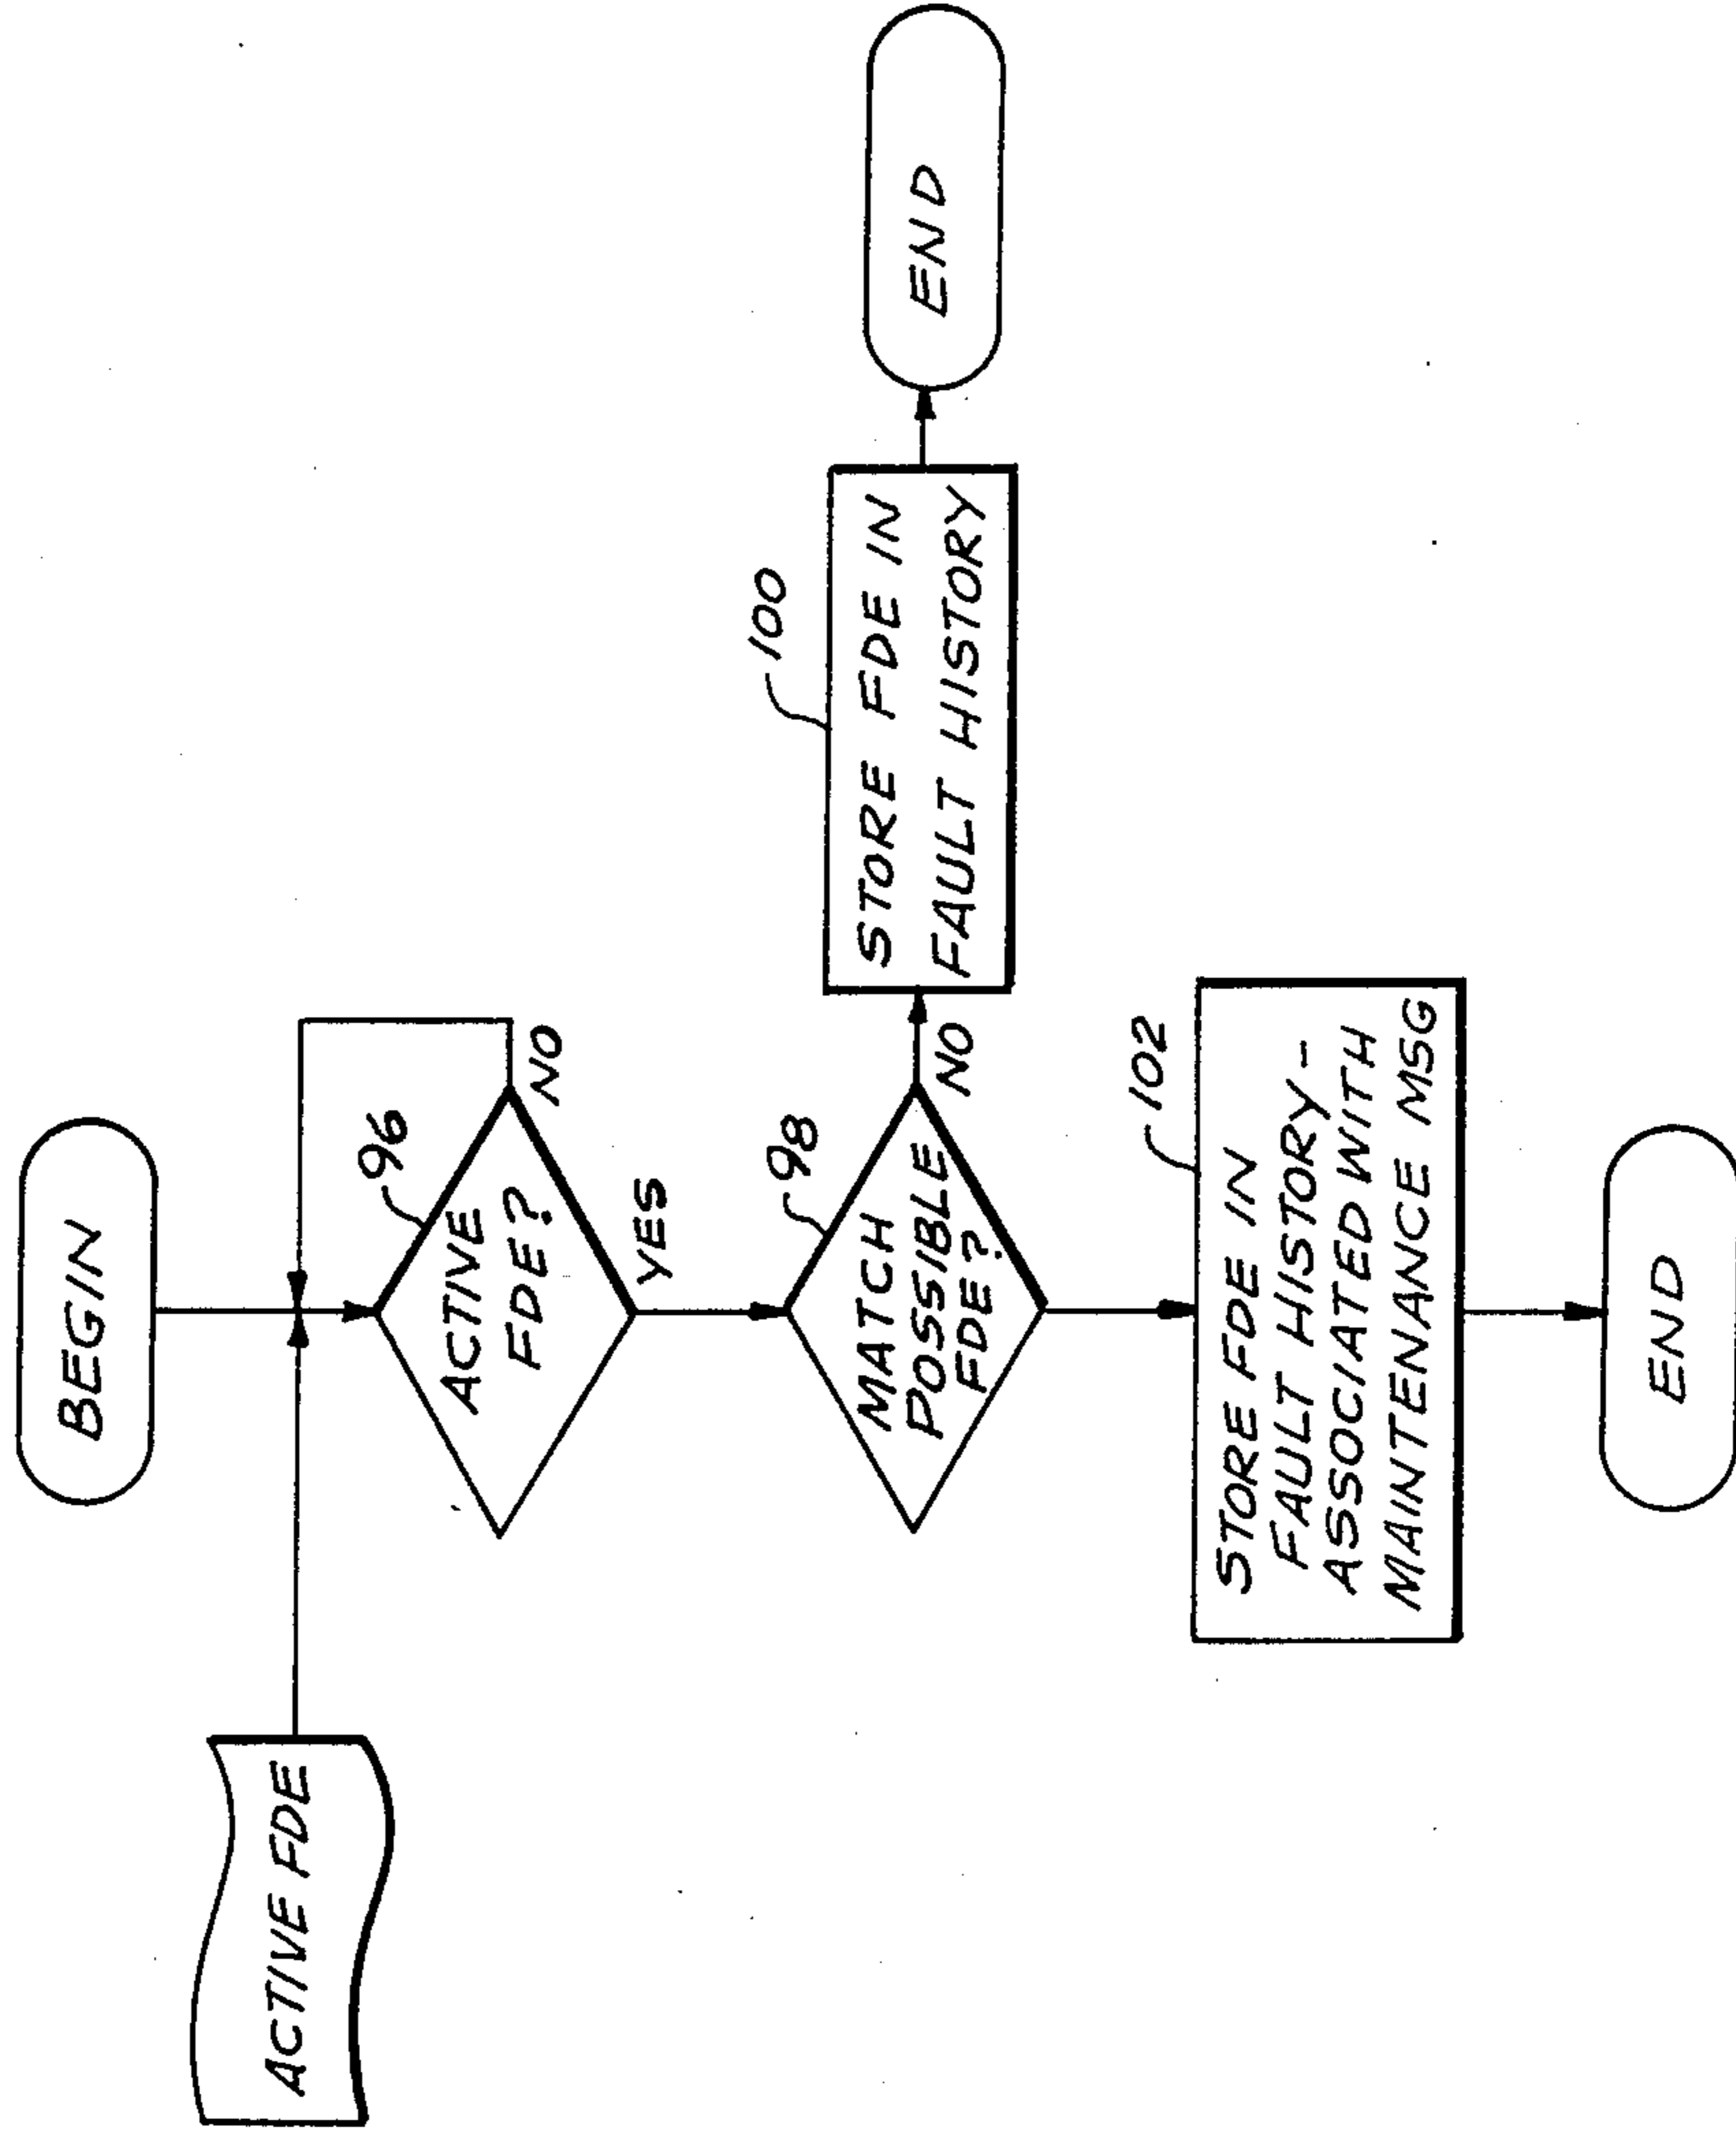 BEGIN
ACTIVE FDE
96
ACTIVE
FDE?
NO
YES
98
MATCH
POSSIBLE
FDE?
NO
100
STORE FDE IN
FAULT HISTORY
END
102
STORE FDE IN
FAULT HISTORY-
ASSOCIATED WITH
MAINTENANCE MSG
END